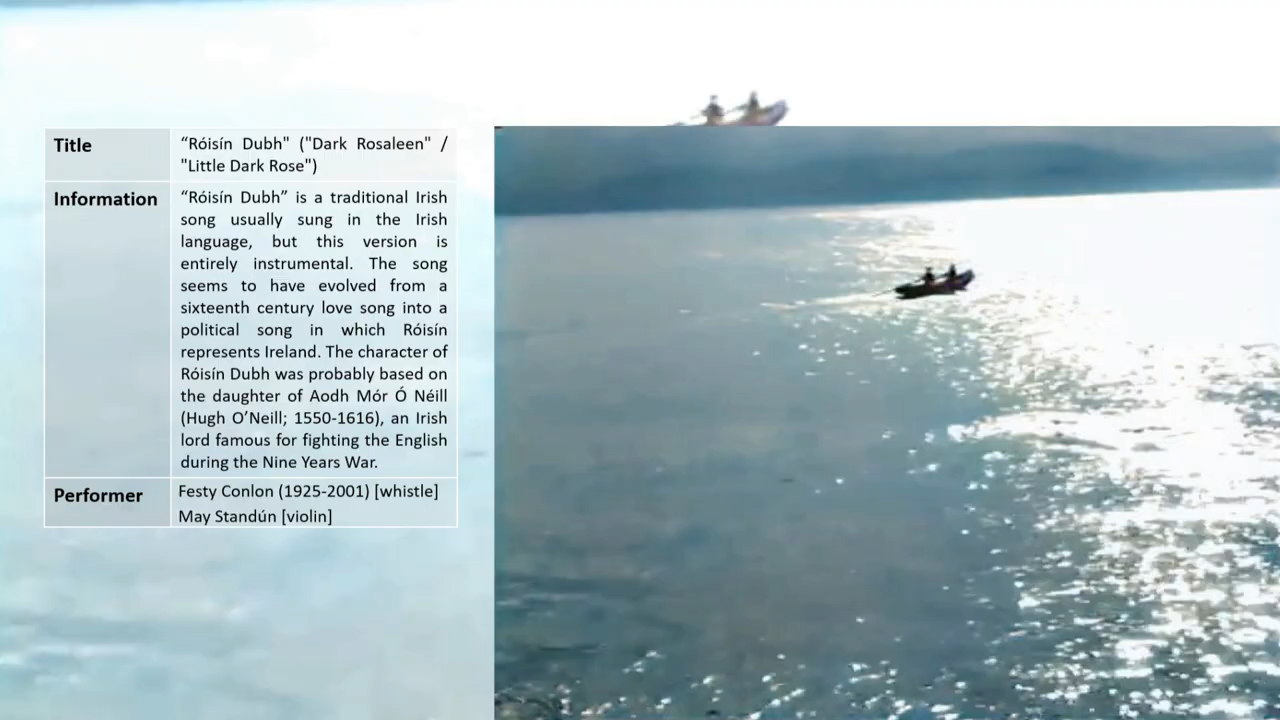 Title
“Róisín Dubh" ("Dark Rosaleen" /
"Little Dark Rose")
Information
“Róisín Dubh” is a traditional Irish
song usually sung in the Irish
language, but this version is
entirely instrumental. The song
seems to have evolved from a
sixteenth century love song into a
political song in which Róisín
represents Ireland. The character of
Róisín Dubh was probably based on
the daughter of Aodh Mór Ó Néill
(Hugh O’Neill; 1550-1616), an Irish
lord famous for fighting the English
during the Nine Years War.
Performer
Festy Conlon (1925-2001) [whistle]
May Standún [violin]